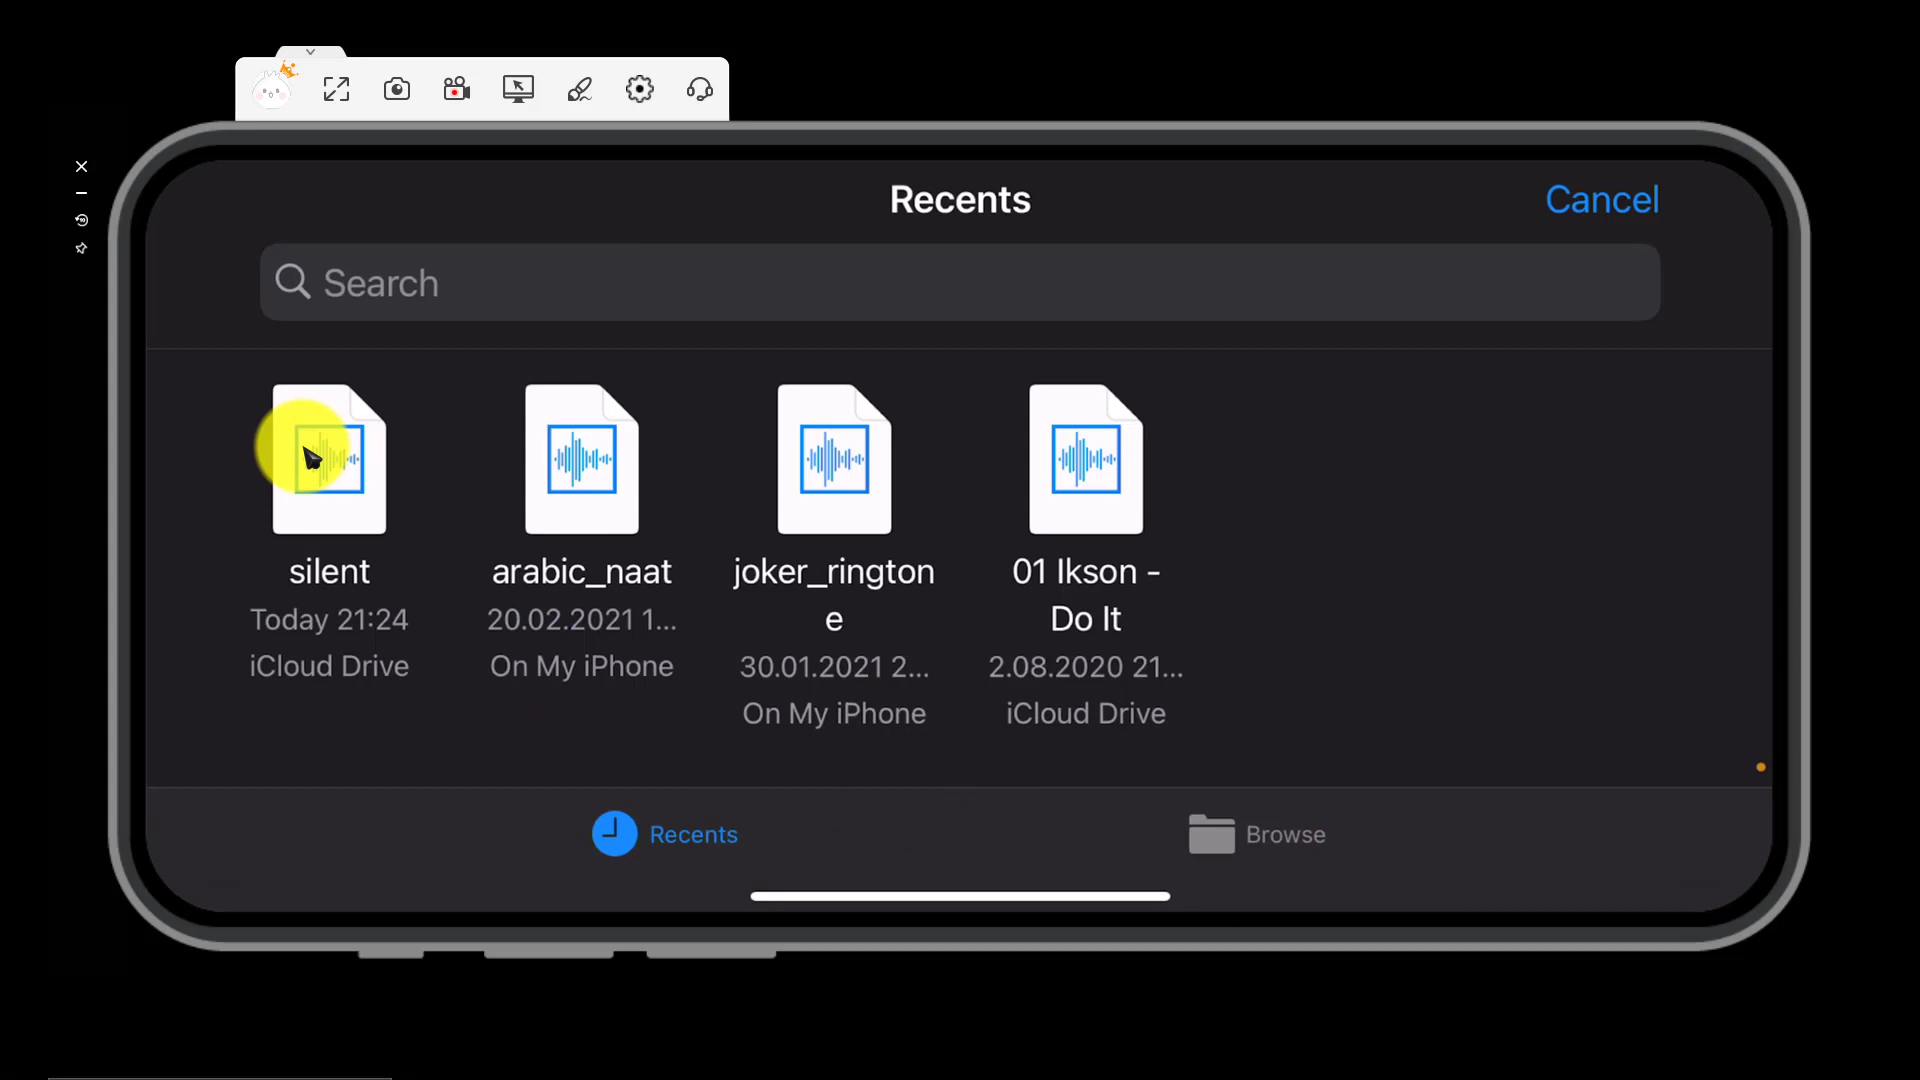 Recents
Cancel
Search
silent
Today 21:24
iCloud Drive
arabic_naat
20.02.2021 1...
On My iPhone
joker_rington
e
30.01.2021 2...
On My iPhone
01 Ikson -
Do It
2.08.2020 21...
iCloud Drive
Recents
Browse